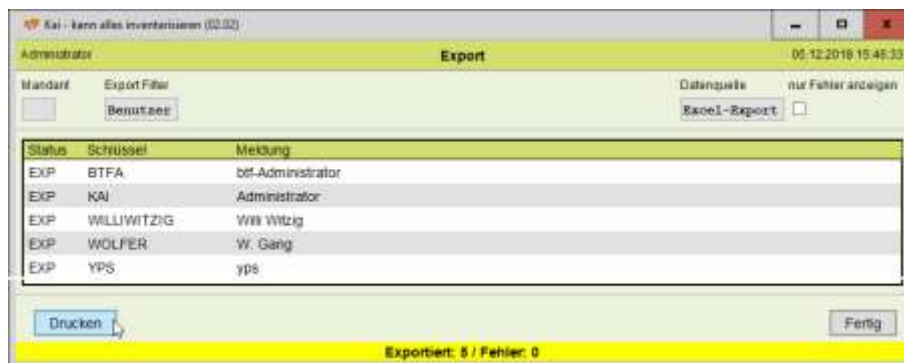 Kai - kann alles inventarisieren (02.02)
Administrator Export 05.12.2018 15:48:33
Mandant Export Filter Datenquelle nur Fehler anzeigen
Benutzer Excel-Export
Status Schlüssel Meldung
EXP BTFA btf-Administrator
EXP KAI Administrator
EXP WILLIWITZIG Willi Witzig
EXP WOLFER W. Gang
EXP YPS yps
Drucken Fertig
Exportiert: 5 / Fehler: 0